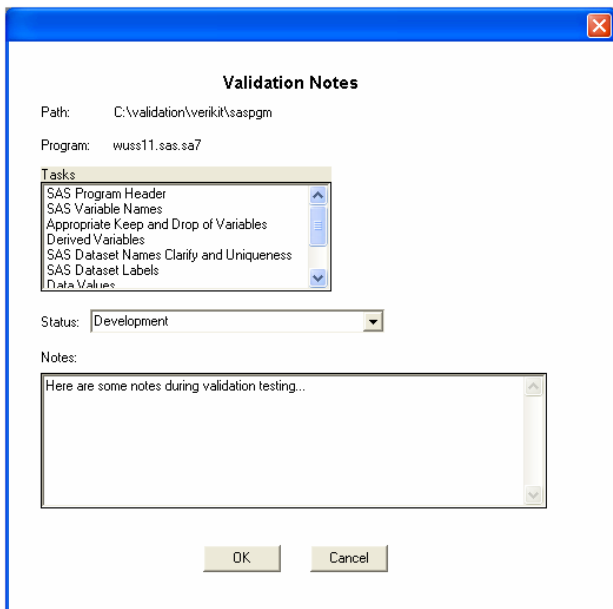 Validation Notes
Path: C:\validation\verikit\saspgm
Program: wuss11.sas.sa7
Tasks
SAS Program Header
SAS Variable Names
Appropriate Keep and Drop of Variables
Derived Variables
SAS Dataset Names Clarify and Uniqueness
SAS Dataset Labels
Data Values
Status: Development
Notes:
Here are some notes during validation testing...
OK Cancel